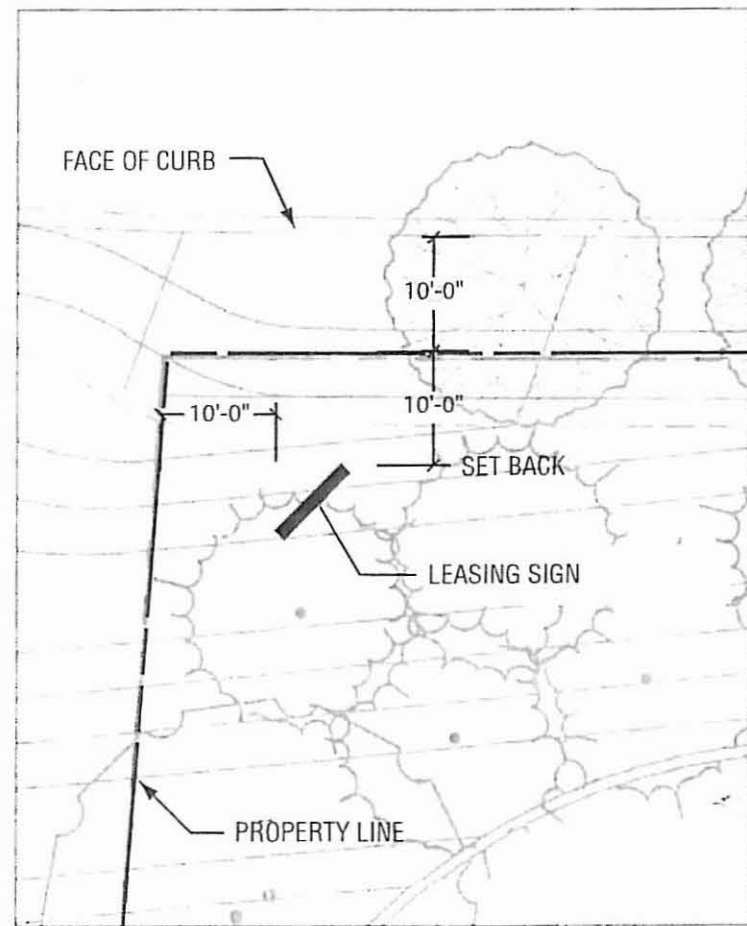 FACE OF CURB
10'-0"
10'-0"
10'-0"
SET BACK
LEASING SIGN
PROPERTY LINE